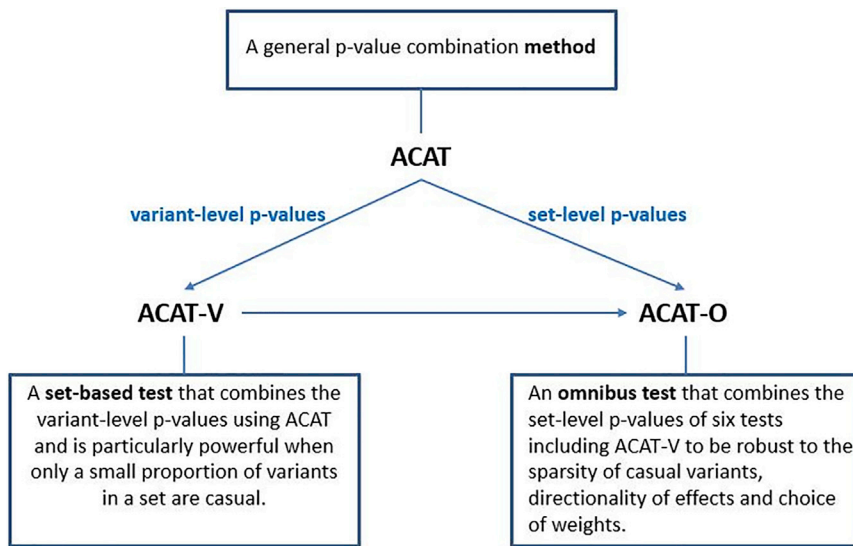 A general p-value combination method
ACAT
variant-level p-values
set-level p-values
ACAT-V
ACAT-O
A set-based test that combines the
variant-level p-values using ACAT
and is particularly powerful when
only a small proportion of variants
in a set are casual.
An omnibus test that combines the
set-level p-values of six tests
including ACAT-V to be robust to the
sparsity of casual variants,
directionality of effects and choice
of weights.